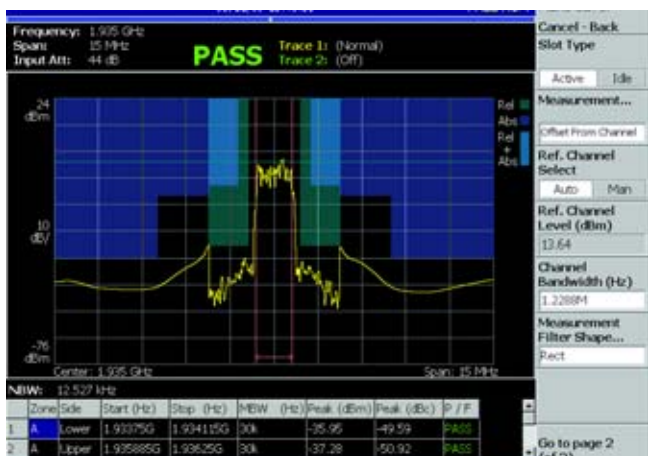 Frequency: 1.935 GHz
Span: 15 MHz
Input Att: 44 dB
PASS
Trace 1: (Normal)
Trace 2: (Off)
24
dBm
10
dB/
-76
dBm
Rel
Abs
Rel
+
Abs
Center: 1.935 GHz
Span: 15 MHz
NBW: 12.527 kHz
Zone Side Start (Hz) Stop (Hz) MBW (Hz) Peak (dBm) Peak (dBc) P / F
1 A Lower 1.93375G 1.934115G 30k -35.95 -49.59 PASS
2 A Upper 1.935885G 1.93625G 30k -37.28 -50.92 PASS
Cancel - Back
Slot Type
Active Idle
Measurement...
Offset From Channel
Ref. Channel
Select
Auto Man
Ref. Channel
Level (dBm)
13.64
Channel
Bandwidth (Hz)
1.2288M
Measurement
Filter Shape...
Rect
Go to page 2